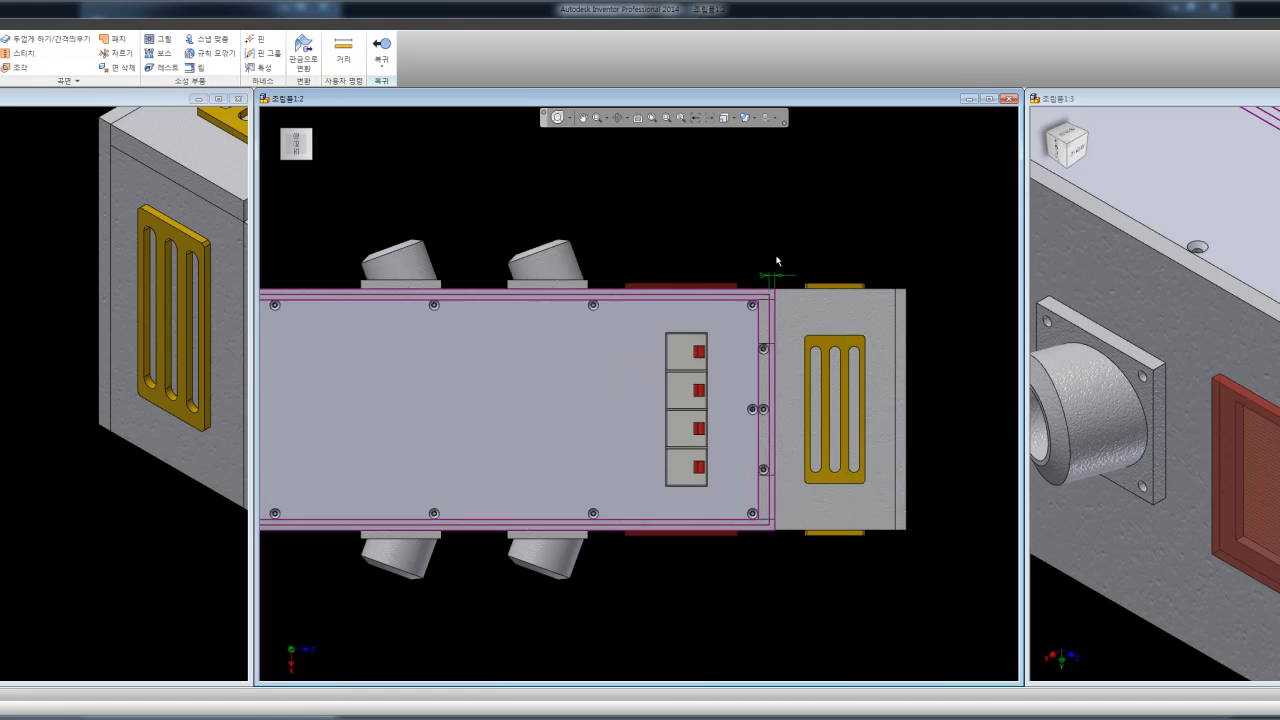 Autodesk Inventor Professional 2014 조립품1:2
두껍게 하기/간격띄우기 패치 그릴 스냅 맞춤 핀
스티치 자르기 보스 규칙 모깎기 핀 그룹
조각 면 삭제 레스트 립 특성
판금으로 변환
거리
복귀
곡면 소성 부품 하네스 변환 사용자 명령 복귀
조립품1:2
조립품1:3
5
Z
X
X
Z
Y